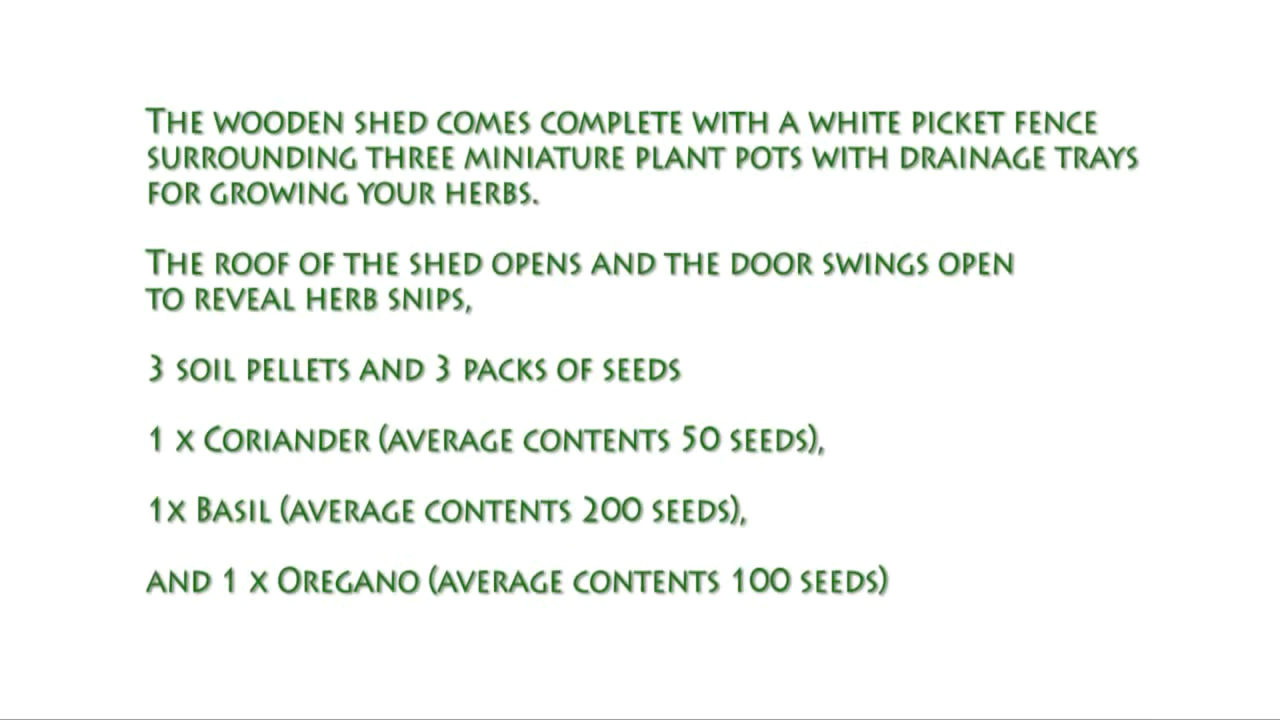 The wooden shed comes complete with a white picket fence
surrounding three miniature plant pots with drainage trays
for growing your herbs.
The roof of the shed opens and the door swings open
to reveal herb snips,
3 soil pellets and 3 packs of seeds
1 x Coriander (average contents 50 seeds),
1x Basil (average contents 200 seeds),
and 1 x Oregano (average contents 100 seeds)